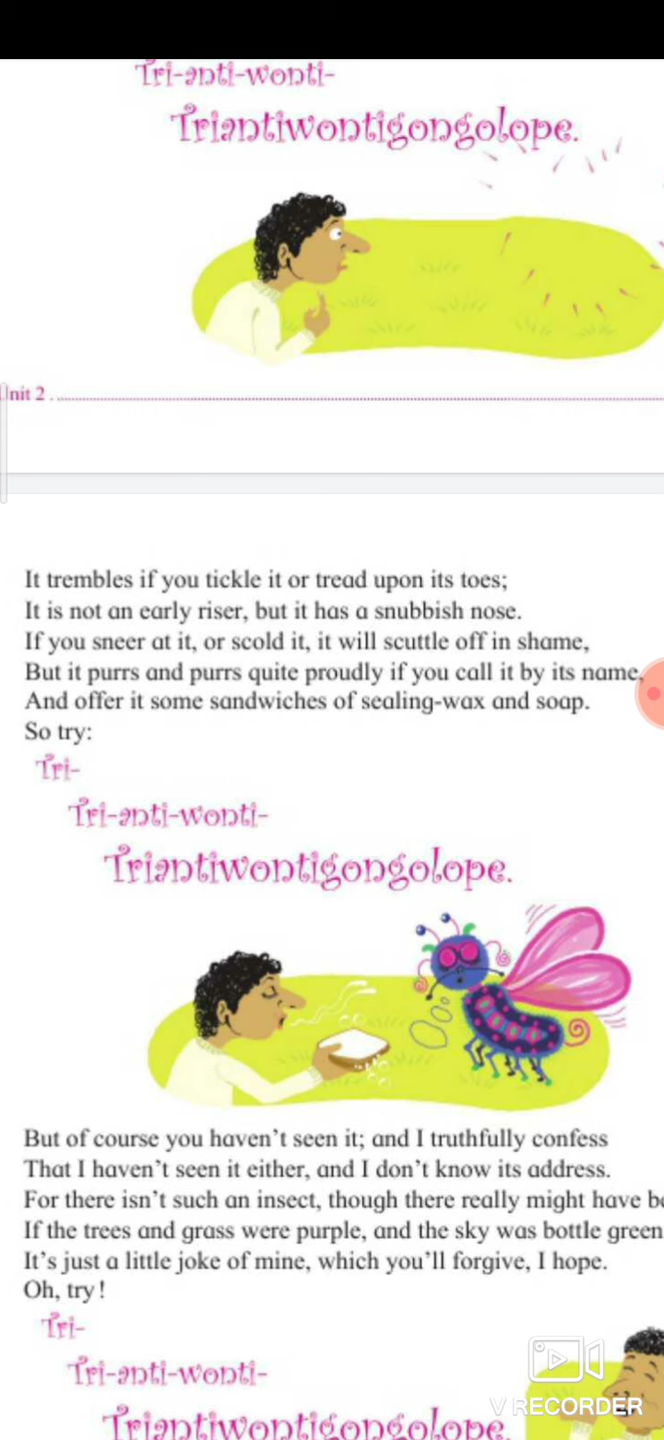 Tri-anti-wonti-
Triantiwontigongolope.
Unit 2
It trembles if you tickle it or tread upon its toes;
It is not an early riser, but it has a snubbish nose.
If you sneer at it, or scold it, it will scuttle off in shame,
But it purrs and purrs quite proudly if you call it by its name,
And offer it some sandwiches of sealing-wax and soap.
So try:
Tri-
Tri-anti-wonti-
Triantiwontigongolope.
But of course you haven't seen it; and I truthfully confess
That I haven't seen it either, and I don't know its address.
For there isn't such an insect, though there really might have
If the trees and grass were purple, and the sky was bottle green
It's just a little joke of mine, which you'll forgive, I hope.
Oh, try!
Tri-
Tri-anti-wonti-
Triantiwontigongolope.
V RECORDER